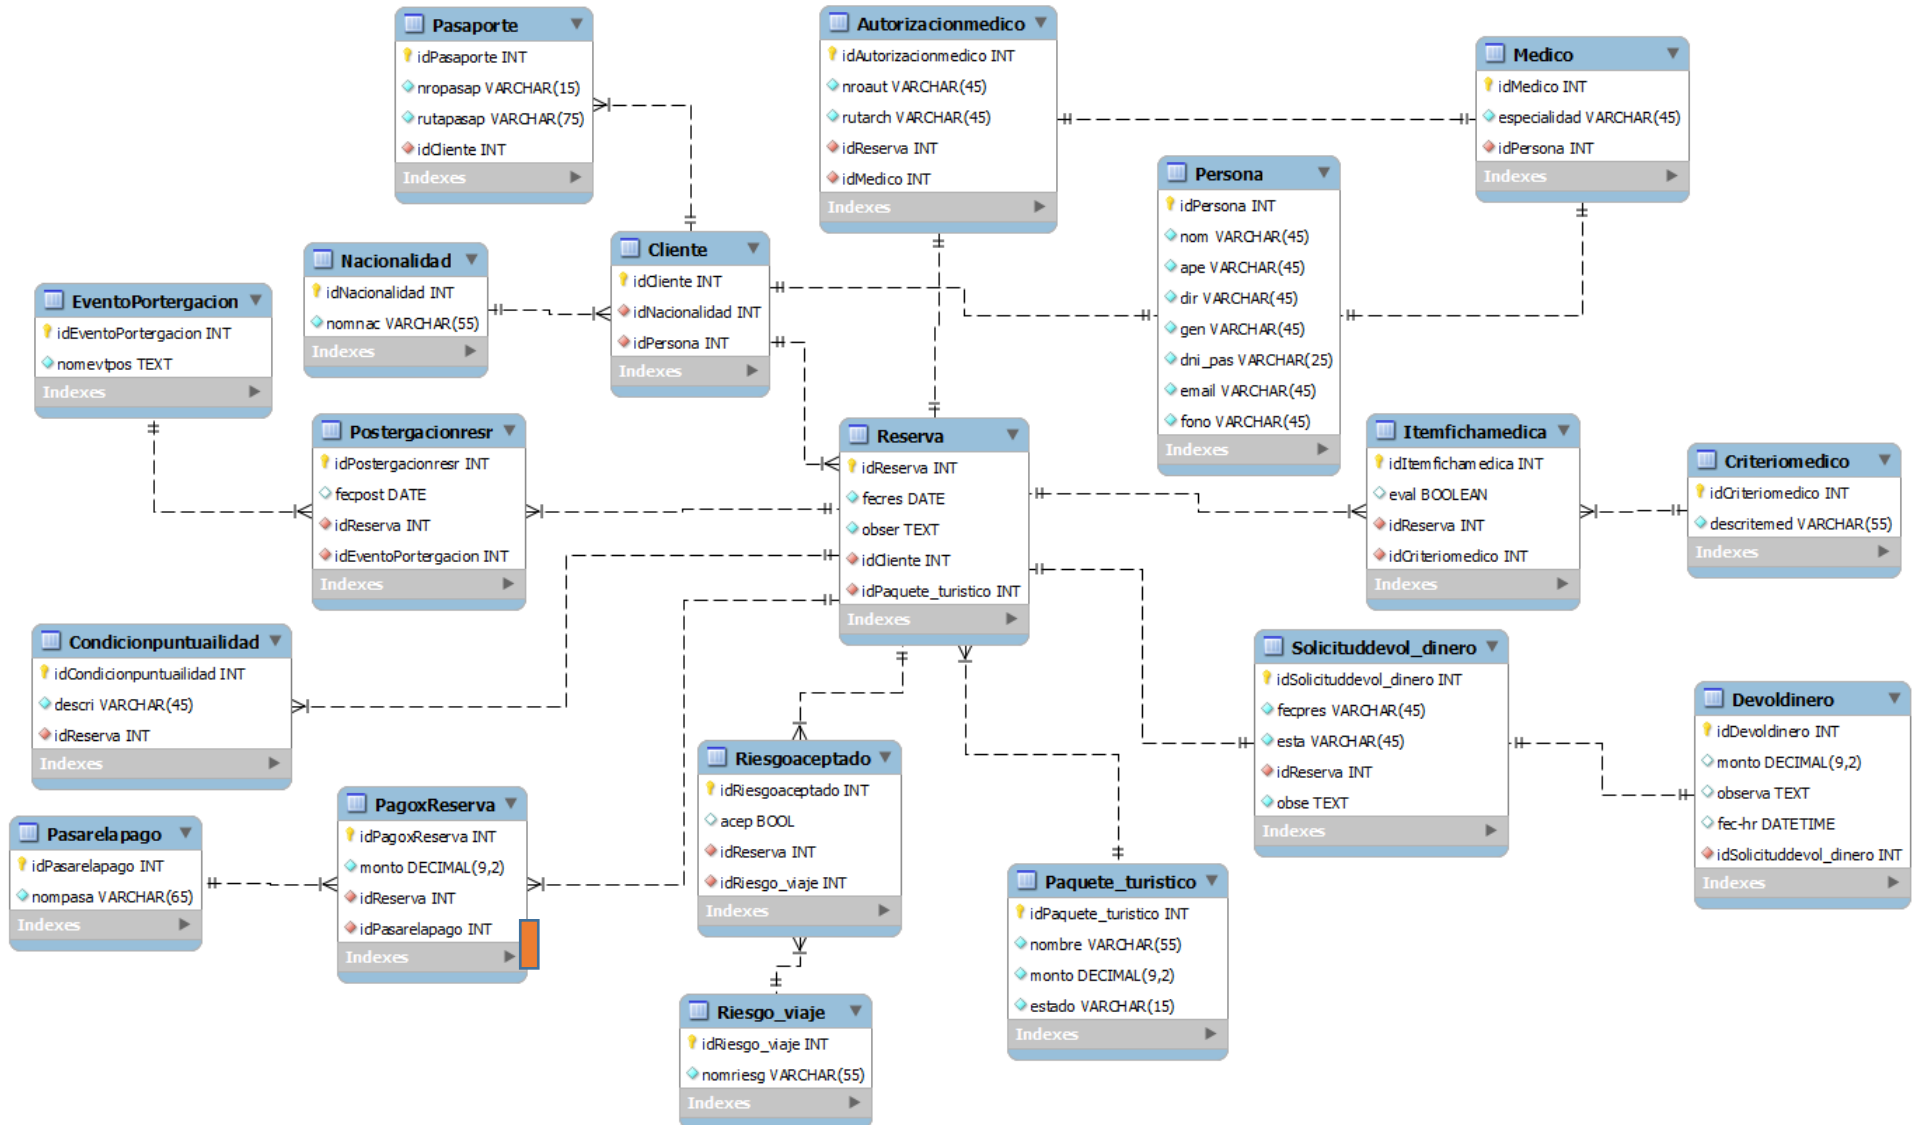 Pasaporte
idPasaporte INT
nropasap VARCHAR(15)
rutapasap VARCHAR(75)
idCliente INT
Indexes
Autorizacionmedico
idAutorizacionmedico INT
nroaut VARCHAR(45)
rutarch VARCHAR(45)
idReserva INT
idMedico INT
Indexes
Medico
idMedico INT
especialidad VARCHAR(45)
idPersona INT
Indexes
Persona
idPersona INT
nom VARCHAR(45)
ape VARCHAR(45)
dir VARCHAR(45)
gen VARCHAR(45)
dni_pas VARCHAR(25)
email VARCHAR(45)
fono VARCHAR(45)
Indexes
Cliente
idCliente INT
idNacionalidad INT
idPersona INT
Indexes
Nacionalidad
idNacionalidad INT
nomnac VARCHAR(55)
Indexes
EventoPortergacion
idEventoPortergacion INT
nomevtpos TEXT
Indexes
Postergacionresr
idPostergacionresr INT
fecpost DATE
idReserva INT
idEventoPortergacion INT
Indexes
Reserva
idReserva INT
fecres DATE
obser TEXT
idCliente INT
idPaquete_turistico INT
Indexes
Itemfichamedica
idItemfichamedica INT
eval BOOLEAN
idReserva INT
idCriteriomedico INT
Indexes
Criteriomedico
idCriteriomedico INT
descritemed VARCHAR(55)
Indexes
Condicionpuntuailidad
idCondicionpuntuailidad INT
descri VARCHAR(45)
idReserva INT
Indexes
Solicituddevol_dinero
idSolicituddevol_dinero INT
fecpres VARCHAR(45)
esta VARCHAR(45)
idReserva INT
obse TEXT
Indexes
Devoldinero
idDevoldinero INT
monto DECIMAL(9,2)
observa TEXT
fec-hr DATETIME
idSolicituddevol_dinero INT
Indexes
Riesgoaceptado
idRiesgoaceptado INT
acep BOOL
idReserva INT
idRiesgo_viaje INT
Indexes
PagoxReserva
idPagoxReserva INT
monto DECIMAL(9,2)
idReserva INT
idPasarelapago INT
Indexes
Pasarelapago
idPasarelapago INT
nompasa VARCHAR(65)
Indexes
Paquete_turistico
idPaquete_turistico INT
nombre VARCHAR(55)
monto DECIMAL(9,2)
estado VARCHAR(15)
Indexes
Riesgo_viaje
idRiesgo_viaje INT
nomriesg VARCHAR(55)
Indexes